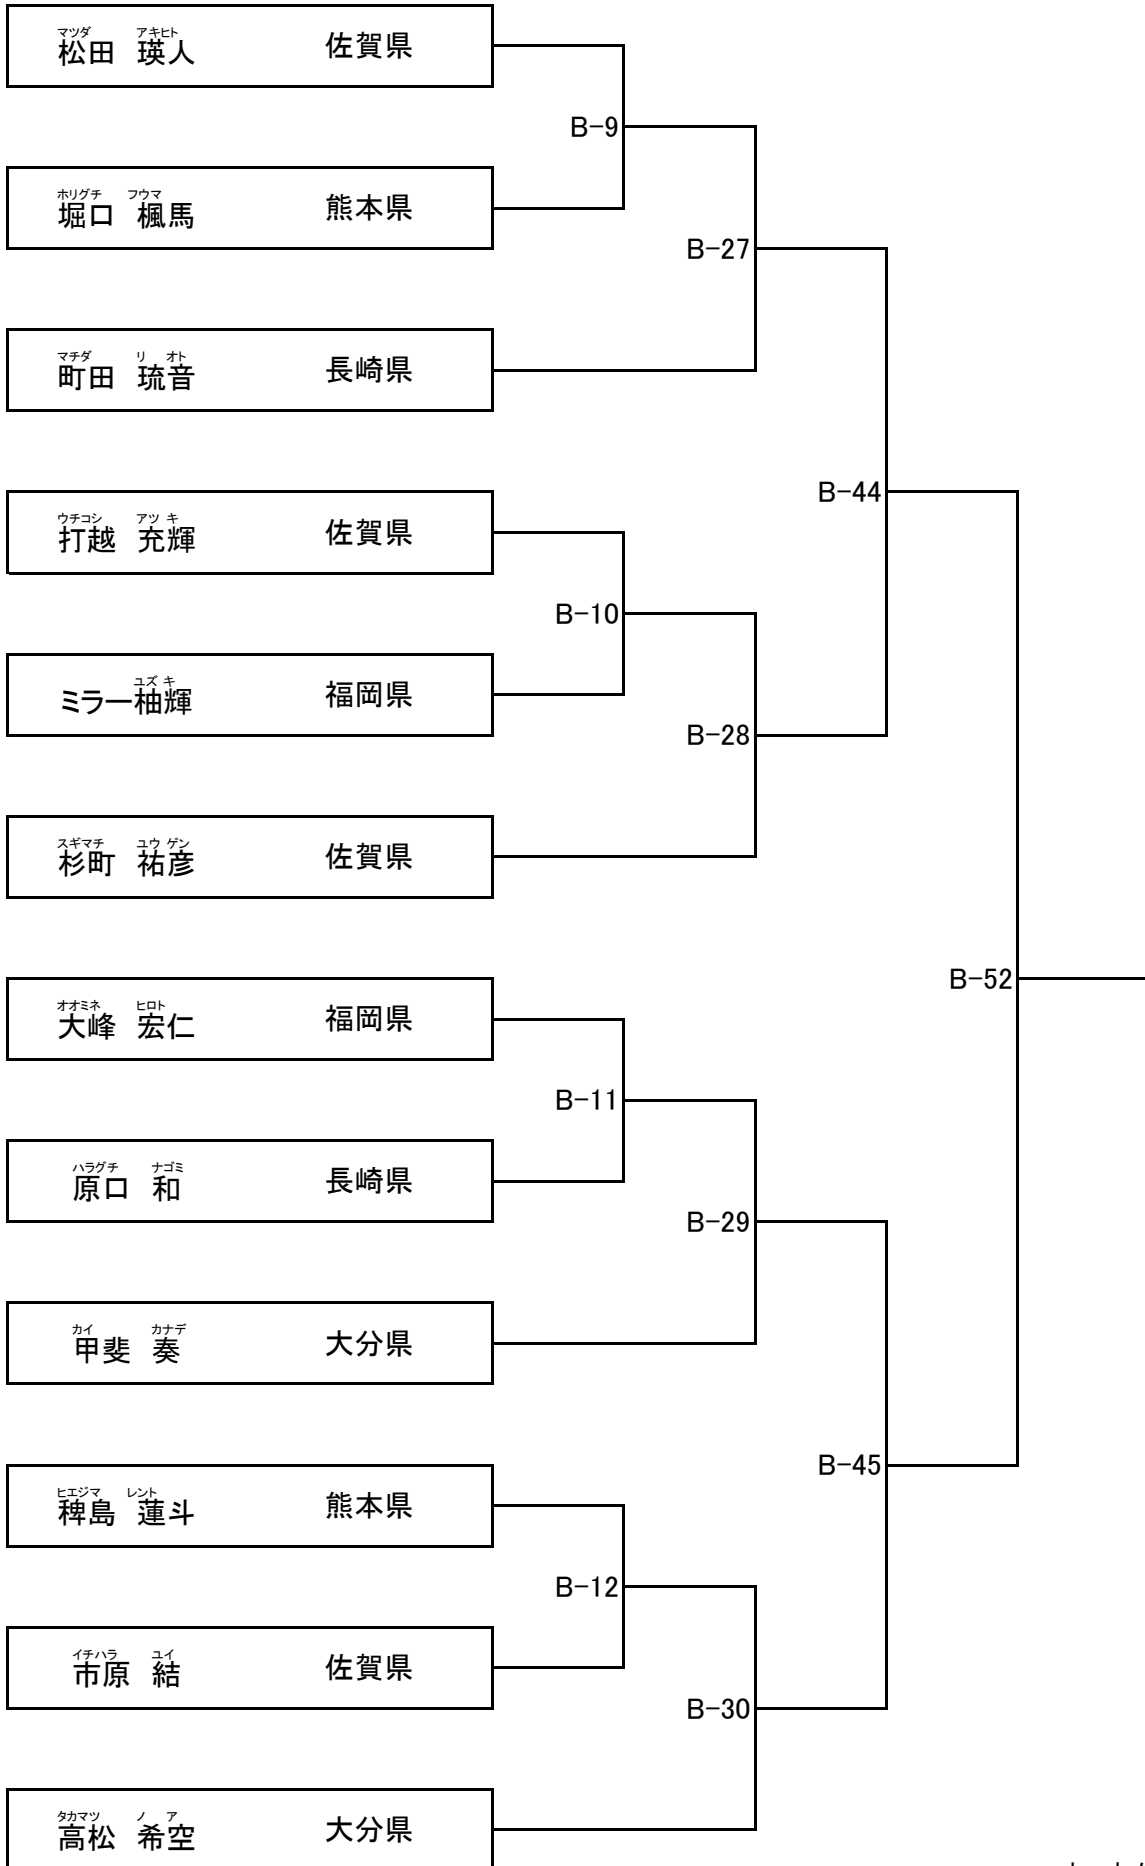 マツダ アキヒト
松田 瑛人 佐賀県
B-9
ホリグチ フウマ
堀口 楓馬 熊本県
B-27
マチダ リ オト
町田 琉音 長崎県
B-44
ウチコシ アツ キ
打越 充輝 佐賀県
B-10
ユズ キ
ミラー柚輝 福岡県
B-28
スギマチ ユウ ゲン
杉町 祐彦 佐賀県
B-52
オオミネ ヒロト
大峰 宏仁 福岡県
B-11
ハラグチ ナゴミ
原口 和 長崎県
B-29
カイ カナデ
甲斐 奏 大分県
B-45
ヒエジマ レント
稗島 蓮斗 熊本県
B-12
イチハラ ユイ
市原 結 佐賀県
B-30
タカマツ ノ ア
高松 希空 大分県